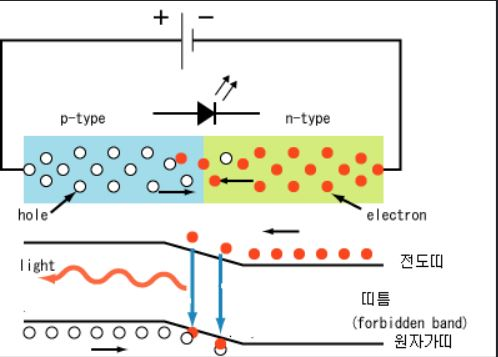 + −
p-type
n-type
hole
electron
light
전도띠
띠틈
(forbidden band)
원자가띠